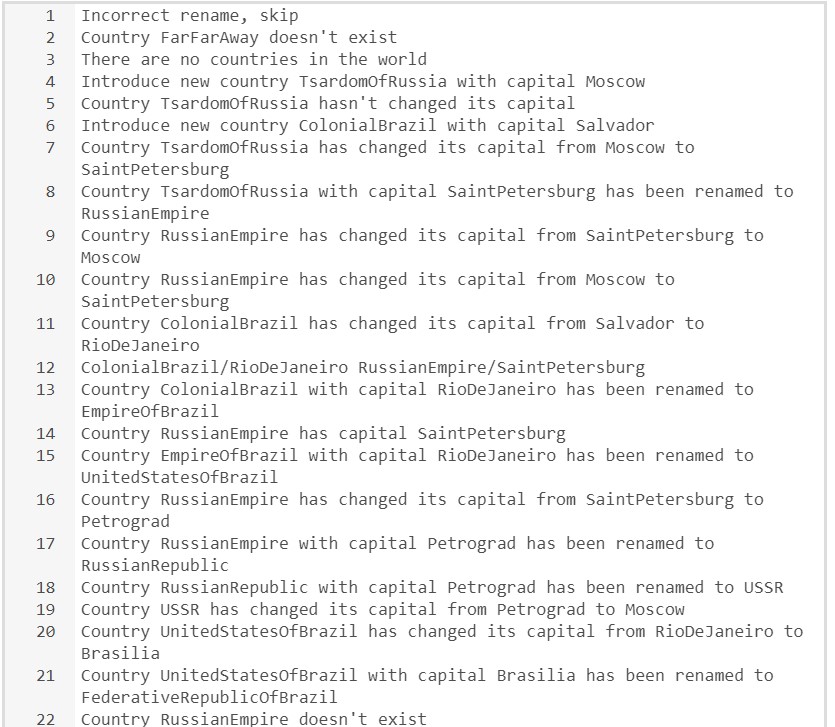 1 Incorrect rename, skip
2 Country FarFarAway doesn't exist
3 There are no countries in the world
4 Introduce new country TsardomOfRussia with capital Moscow
5 Country TsardomOfRussia hasn't changed its capital
6 Introduce new country ColonialBrazil with capital Salvador
7 Country TsardomOfRussia has changed its capital from Moscow to
SaintPetersburg
8 Country TsardomOfRussia with capital SaintPetersburg has been renamed to
RussianEmpire
9 Country RussianEmpire has changed its capital from SaintPetersburg to
Moscow
10 Country RussianEmpire has changed its capital from Moscow to
SaintPetersburg
11 Country ColonialBrazil has changed its capital from Salvador to
RioDeJaneiro
12 ColonialBrazil/RioDeJaneiro RussianEmpire/SaintPetersburg
13 Country ColonialBrazil with capital RioDeJaneiro has been renamed to
EmpireOfBrazil
14 Country RussianEmpire has capital SaintPetersburg
15 Country EmpireOfBrazil with capital RioDeJaneiro has been renamed to
UnitedStatesOfBrazil
16 Country RussianEmpire has changed its capital from SaintPetersburg to
Petrograd
17 Country RussianEmpire with capital Petrograd has been renamed to
RussianRepublic
18 Country RussianRepublic with capital Petrograd has been renamed to USSR
19 Country USSR has changed its capital from Petrograd to Moscow
20 Country UnitedStatesOfBrazil has changed its capital from RioDeJaneiro to
Brasilia
21 Country UnitedStatesOfBrazil with capital Brasilia has been renamed to
FederativeRepublicOfBrazil
22 Country RussianEmpire doesn't exist